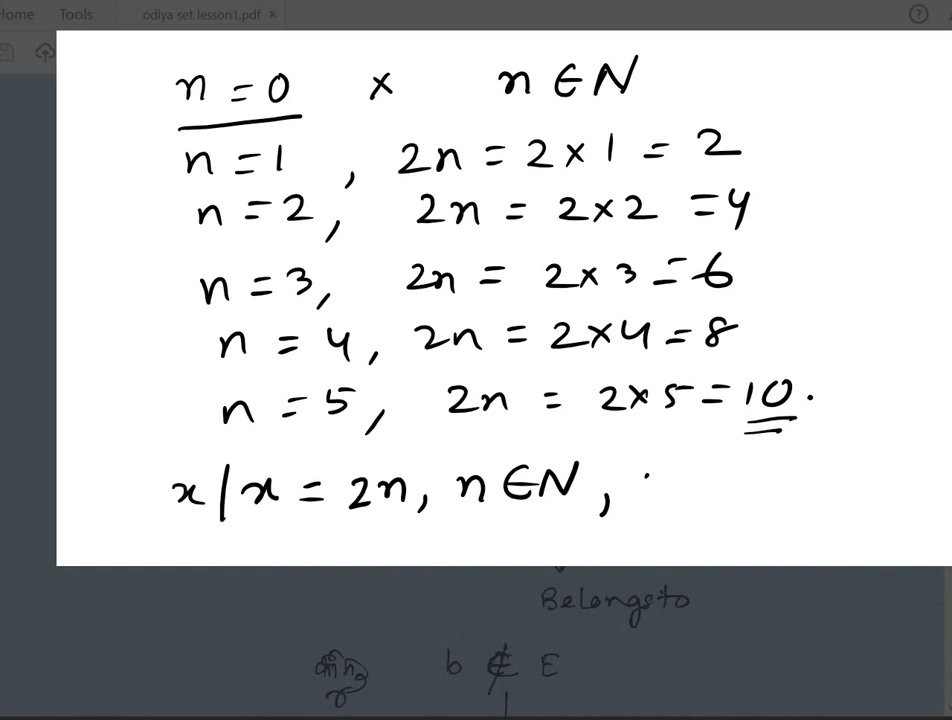 Home Tools odiya set lesson1.pdf ×
n = 0 × n ∈ N
n = 1 , 2n = 2 × 1 = 2
n = 2 , 2n = 2×2 = 4
n = 3, 2n = 2× 3 = 6
n = 4, 2n = 2×4 = 8
n = 5, 2n = 2×5 = 10 .
x/x = 2n, n ∈ N ,
Belongsto
b ∉ E